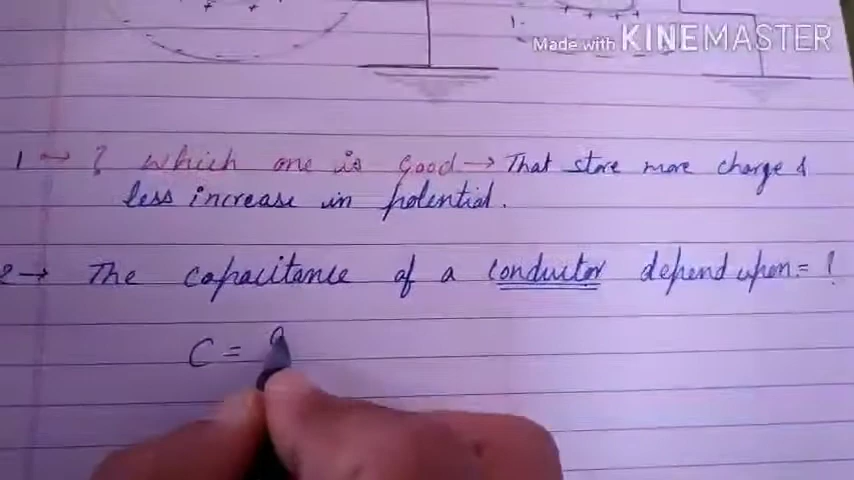 Made with KINEMASTER
1 → ? which one is good → That store more charge &
less increase in potential.
2 → The capacitance of a conductor depend upon = !
C =